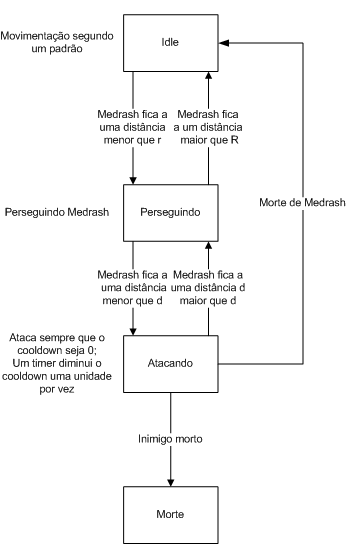 Movimentação segundo
um padrão
Idle
Medrash fica a
uma distância
menor que r
Medrash fica
a um distância
maior que R
Morte de Medrash
Perseguindo Medrash
Perseguindo
Medrash fica a
uma distância
menor que d
Medrash fica a
uma distância d
maior que d
Ataca sempre que o
cooldown seja 0;
Um timer diminui o
cooldown uma unidade
por vez
Atacando
Inimigo morto
Morte